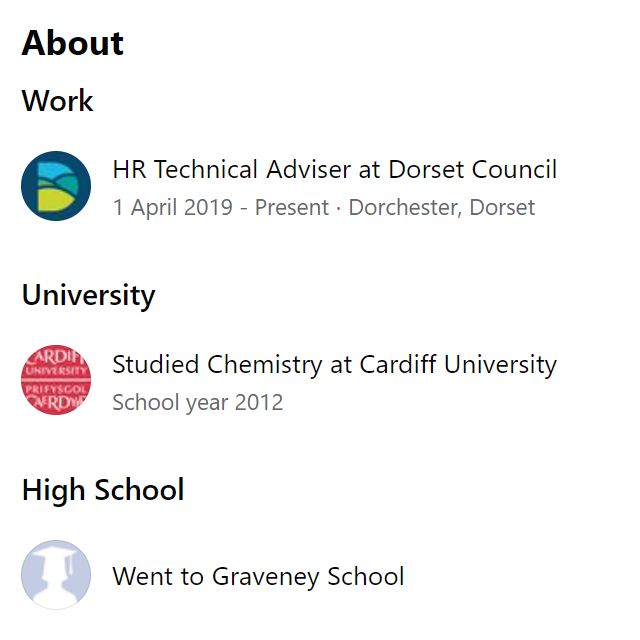 About
Work
HR Technical Adviser at Dorset Council
1 April 2019 - Present · Dorchester, Dorset
University
CARDIFF
UNIVERSITY
PRIFYSGOL
CAERDYDD
Studied Chemistry at Cardiff University
School year 2012
High School
Went to Graveney School